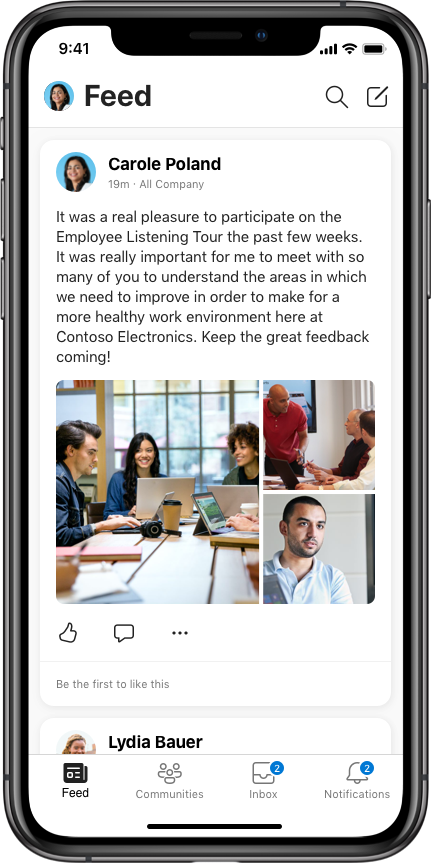 9:41
Feed
Carole Poland
19m · All Company
It was a real pleasure to participate on the
Employee Listening Tour the past few weeks.
It was really important for me to meet with so
many of you to understand the areas in which
we need to improve in order to make for a
more healthy work environment here at
Contoso Electronics. Keep the great feedback
coming!
Be the first to like this
Lydia Bauer
2
2
Feed
Communities
Inbox
Notifications